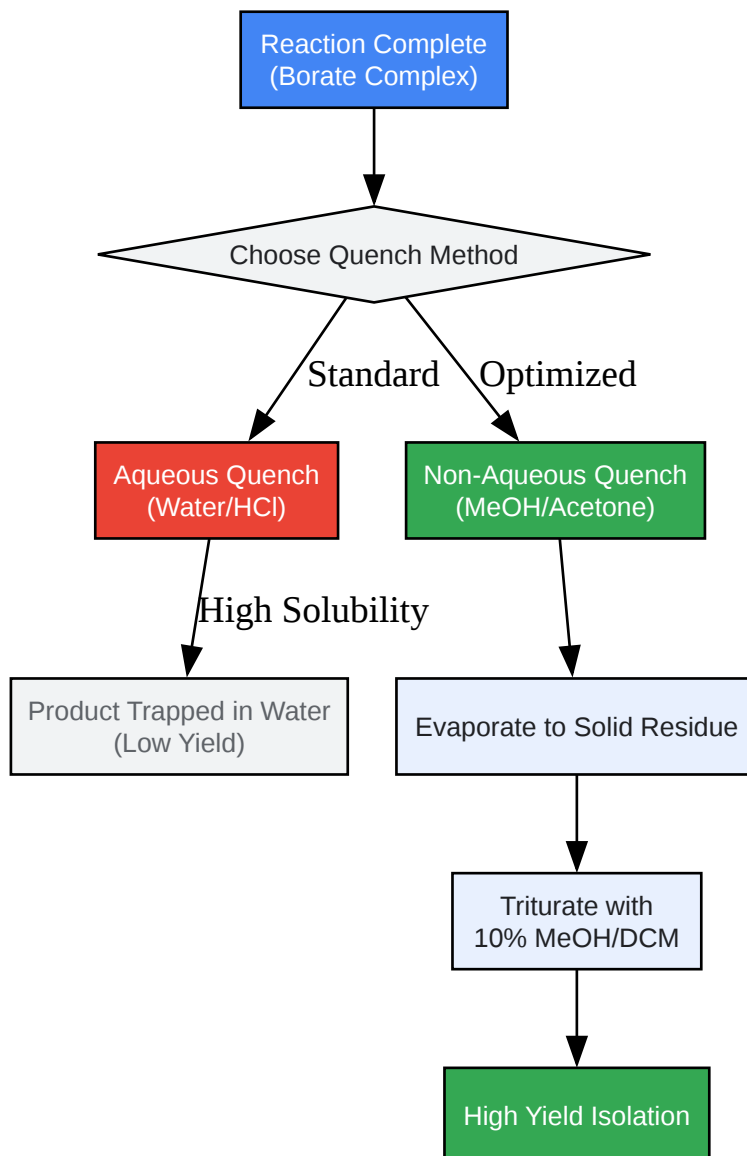 Reaction Complete
(Borate Complex)
Choose Quench Method
Standard
Optimized
Aqueous Quench
(Water/HCl)
Non-Aqueous Quench
(MeOH/Acetone)
High Solubility
Product Trapped in Water
(Low Yield)
Evaporate to Solid Residue
Triturate with
10% MeOH/DCM
High Yield Isolation